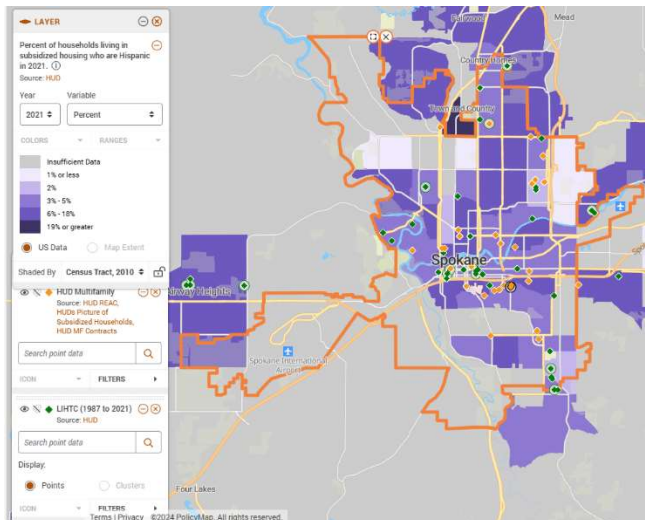 LAYER
Percent of households living in
subsidized housing who are Hispanic
in 2021.
Source: HUD
Year Variable
2021 Percent
COLORS RANGES
Insufficient Data
1% or less
2%
3% - 5%
6% - 18%
19% or greater
US Data Map Extent
Shaded By Census Tract, 2010
HUD Multifamily
Source: HUD REAC,
HUDs Picture of
Subsidized Households,
HUD MF Contracts
Search point data
ICON FILTERS
LIHTC (1987 to 2021)
Source: HUD
Search point data
Display:
Points Clusters
ICON FILTERS
Terms | Privacy ©2024 PolicyMap. All rights reserved.
Fairwood
Mead
Country Homes
Town and Country
Spokane
Airway Heights
Spokane International
Airport
Four Lakes